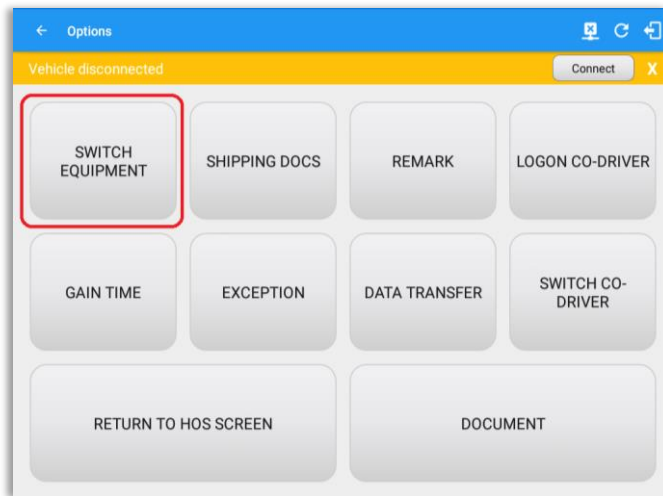 Options
Vehicle disconnected
Connect
X
SWITCH
EQUIPMENT
SHIPPING DOCS
REMARK
LOGON CO-DRIVER
GAIN TIME
EXCEPTION
DATA TRANSFER
SWITCH CO-
DRIVER
RETURN TO HOS SCREEN
DOCUMENT